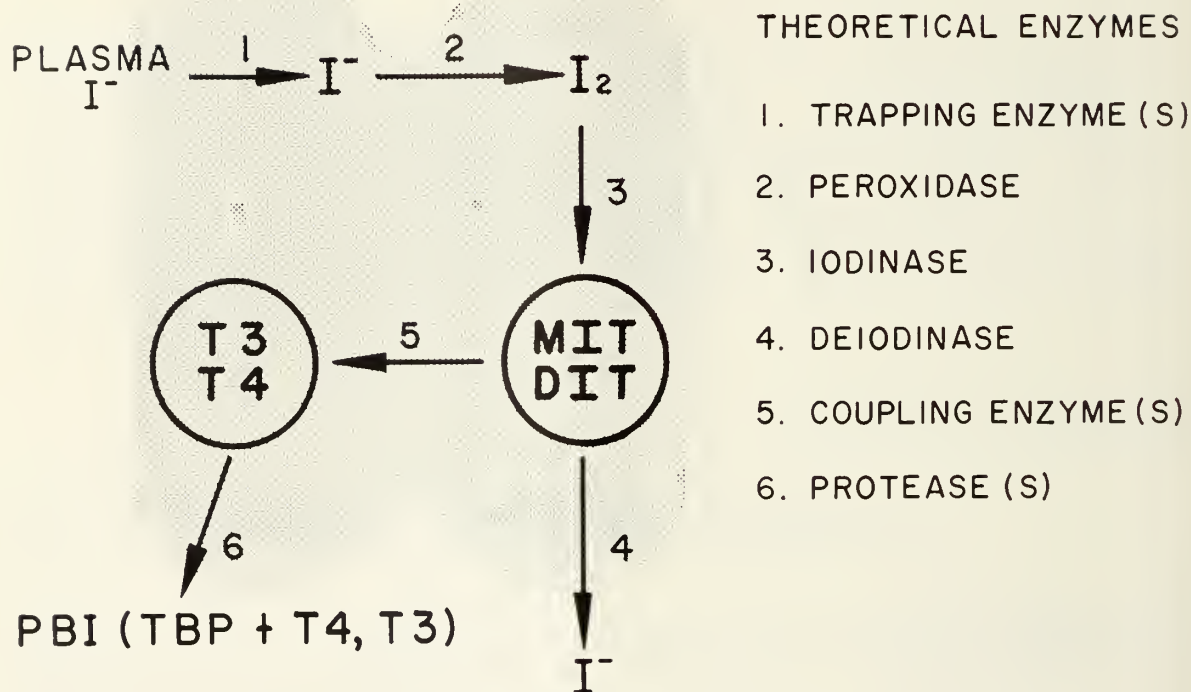 PLASMA
I⁻
1
I⁻
2
I₂
3
T3
T4
5
MIT
DIT
6
4
PBI (TBP + T4, T3)
I⁻
THEORETICAL ENZYMES
1. TRAPPING ENZYME (S)
2. PEROXIDASE
3. IODINASE
4. DEIODINASE
5. COUPLING ENZYME (S)
6. PROTEASE (S)